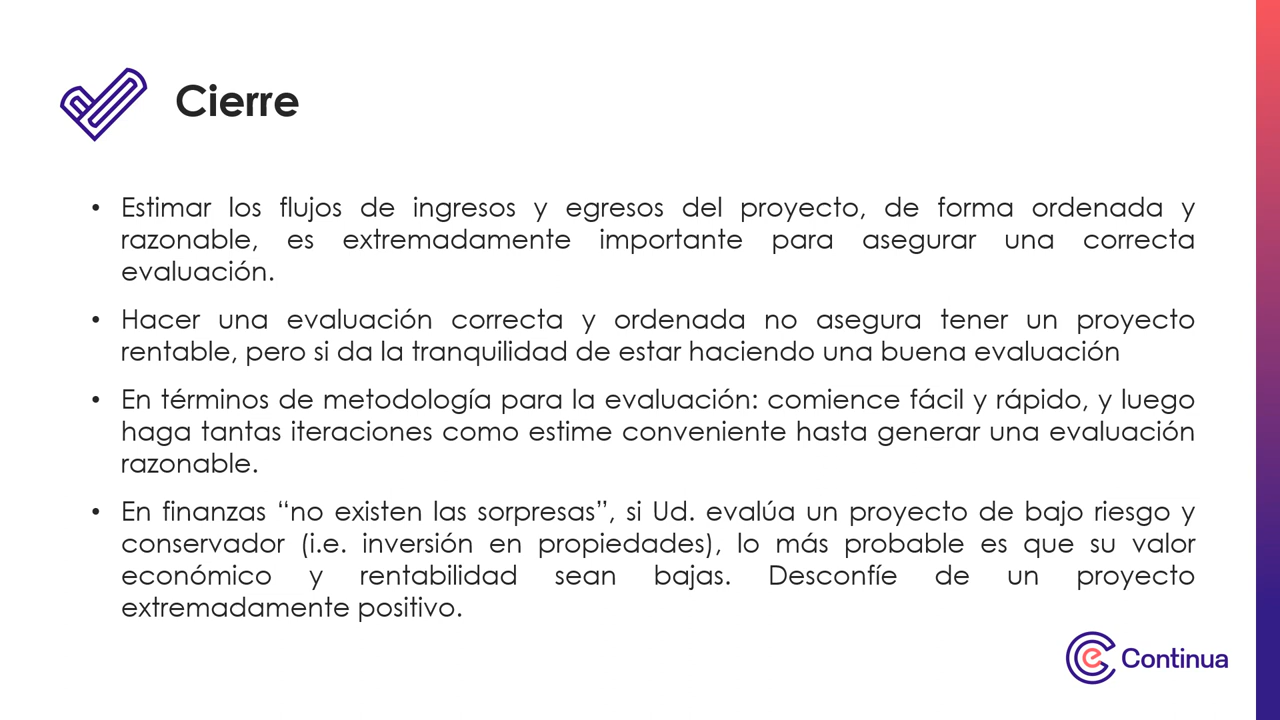 Cierre
• Estimar los flujos de ingresos y egresos del proyecto, de forma ordenada y
razonable, es extremadamente importante para asegurar una correcta
evaluación.
• Hacer una evaluación correcta y ordenada no asegura tener un proyecto
rentable, pero si da la tranquilidad de estar haciendo una buena evaluación
• En términos de metodología para la evaluación: comience fácil y rápido, y luego
haga tantas iteraciones como estime conveniente hasta generar una evaluación
razonable.
• En finanzas “no existen las sorpresas”, si Ud. evalúa un proyecto de bajo riesgo y
conservador (i.e. inversión en propiedades), lo más probable es que su valor
económico y rentabilidad sean bajas. Desconfíe de un proyecto
extremadamente positivo.
e Continua